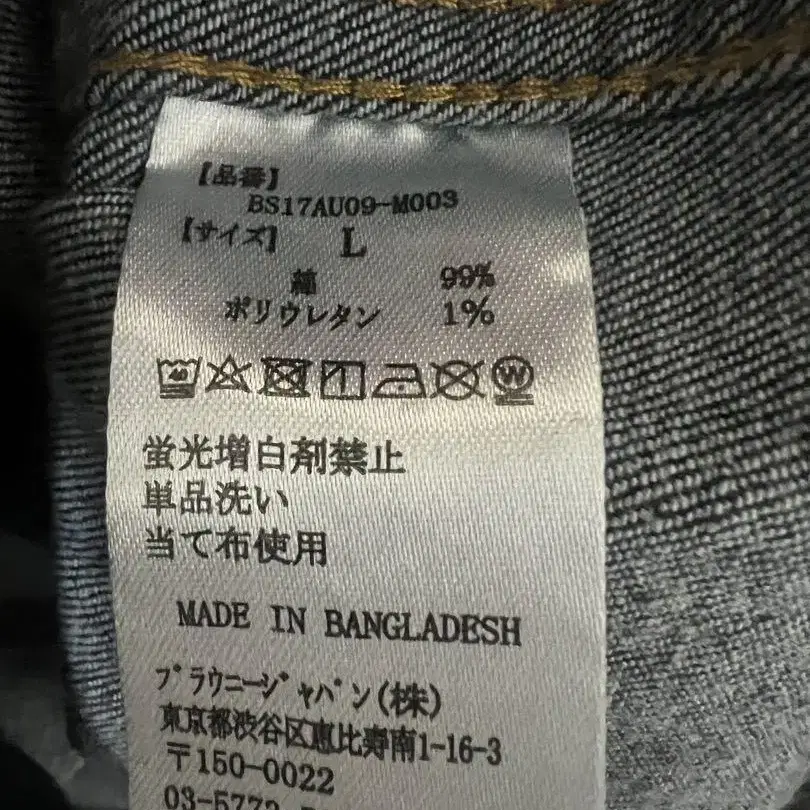 【品番】
BS17AU09-M003
【サイズ】 L
綿 99%
ポリウレタン 1%
40 W
蛍光増白剤禁止
単品洗い
当て布使用
MADE IN BANGLADESH
ブラウニージャパン(株)
東京都渋谷区恵比寿南1-16-3
〒150-0022
03-5773-